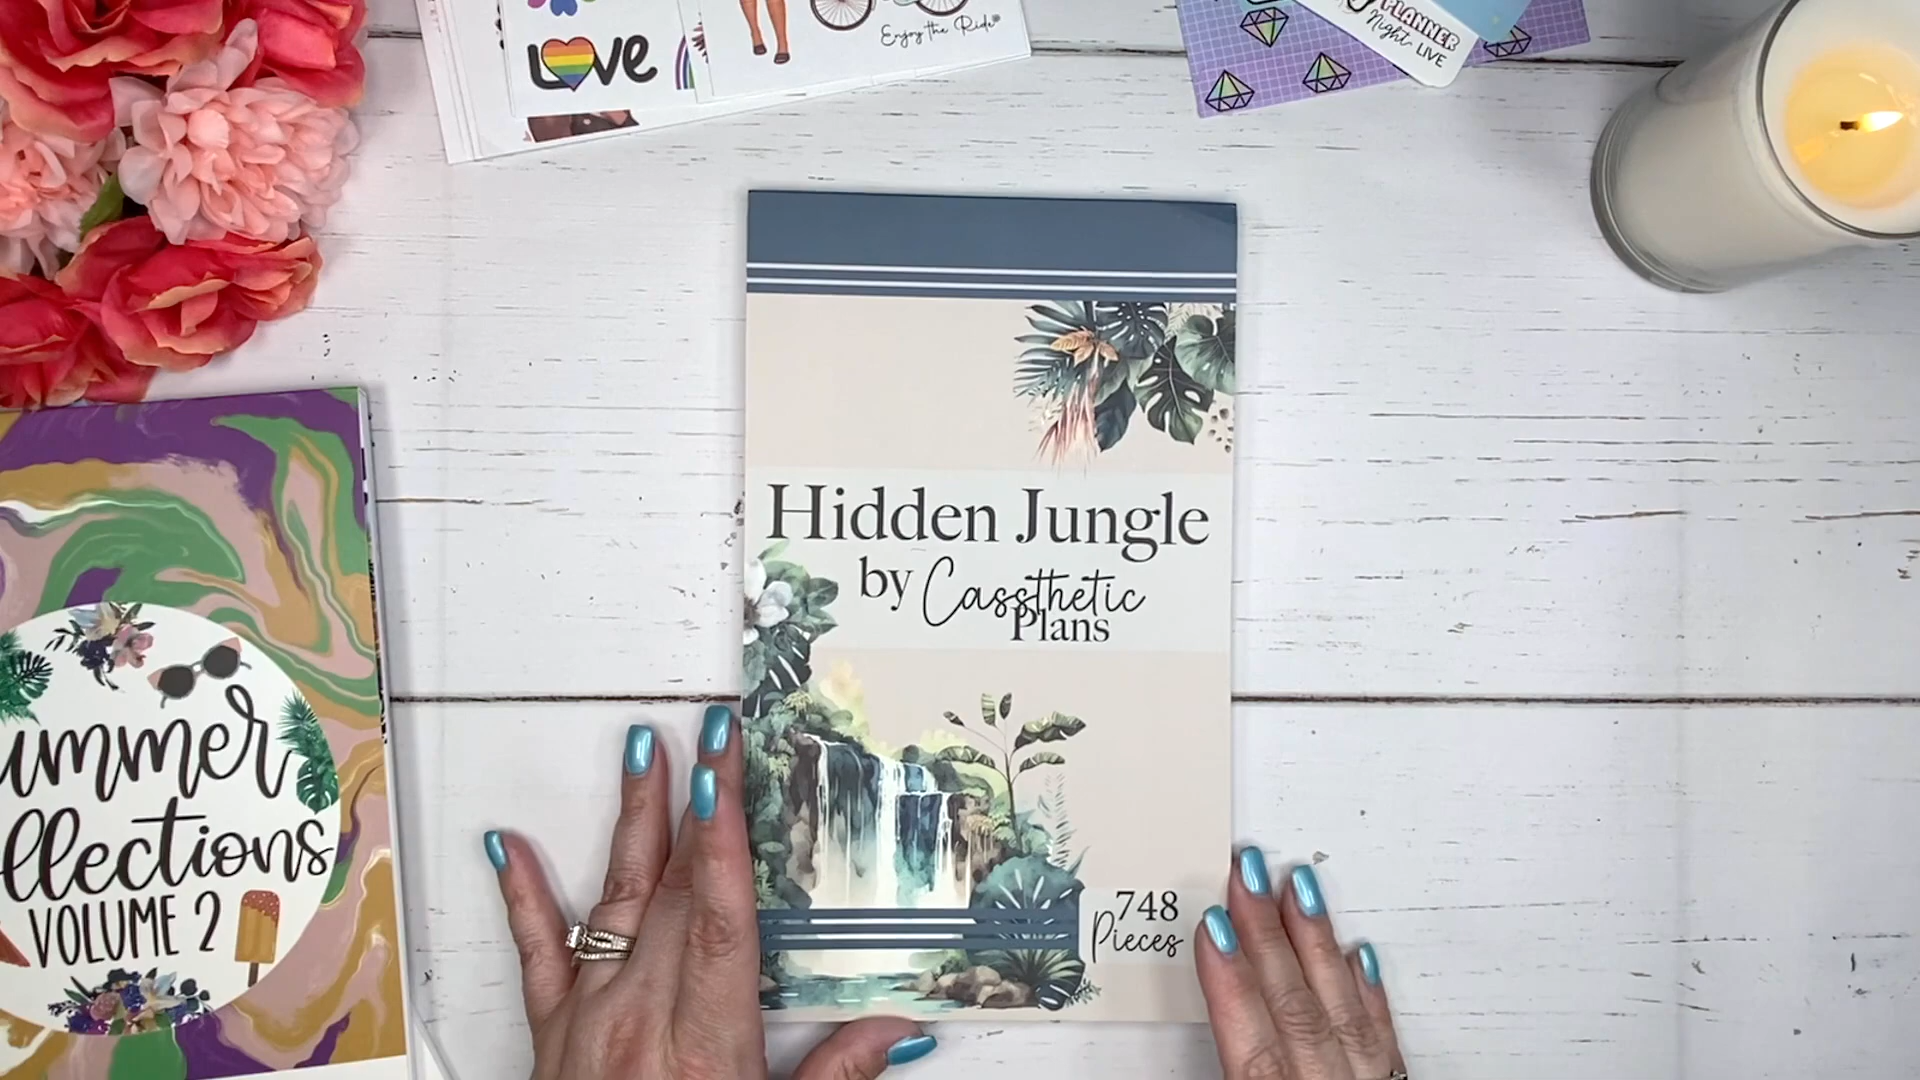 LOVE
Enjoy the Ride
PLANNER
Night LIVE
Hidden Jungle
by Cassthetic
Plans
748
Pieces
ummer
llections
VOLUME 2